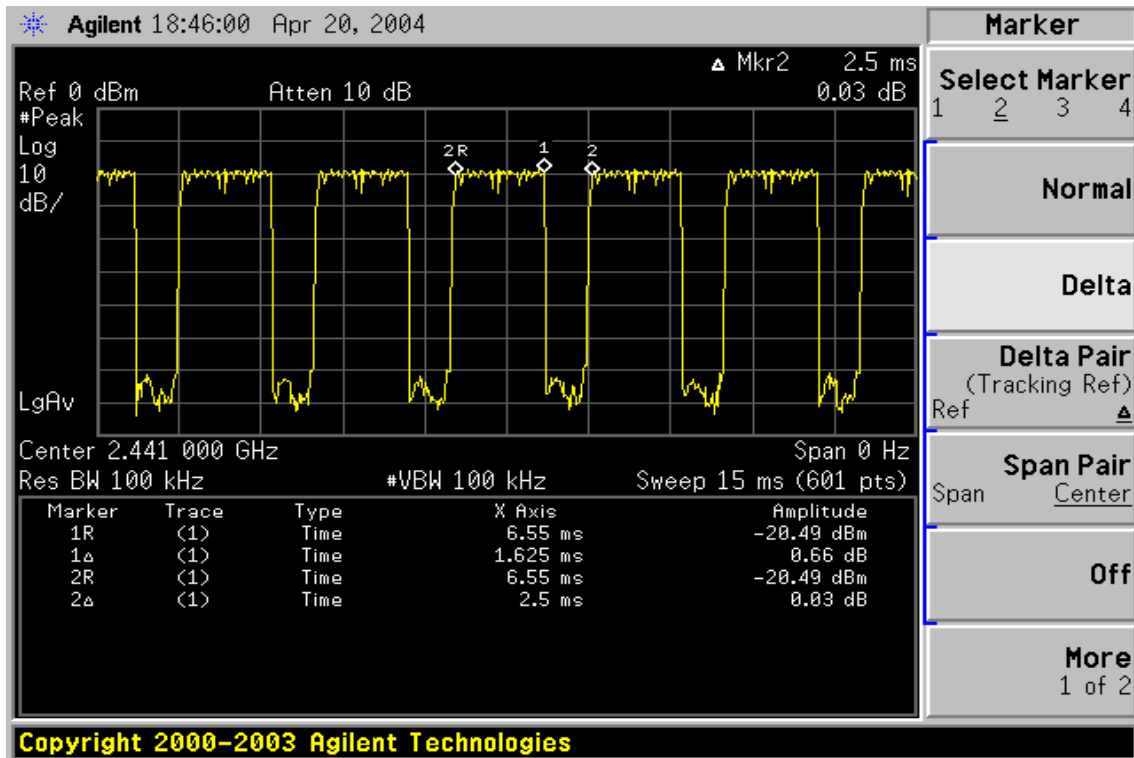 Agilent 18:46:00 Apr 20, 2004
Marker
Δ Mkr2 2.5 ms
Ref 0 dBm Atten 10 dB 0.03 dB
#Peak
Log
10
dB/
2R 1 2
LgAv
Center 2.441 000 GHz Span 0 Hz
Res BW 100 kHz #VBW 100 kHz Sweep 15 ms (601 pts)
Marker Trace Type X Axis Amplitude
1R (1) Time 6.55 ms -20.49 dBm
1Δ (1) Time 1.625 ms 0.66 dB
2R (1) Time 6.55 ms -20.49 dBm
2Δ (1) Time 2.5 ms 0.03 dB
Select Marker
1 2 3 4
Normal
Delta
Delta Pair
(Tracking Ref)
Ref Δ
Span Pair
Span Center
Off
More
1 of 2
Copyright 2000-2003 Agilent Technologies